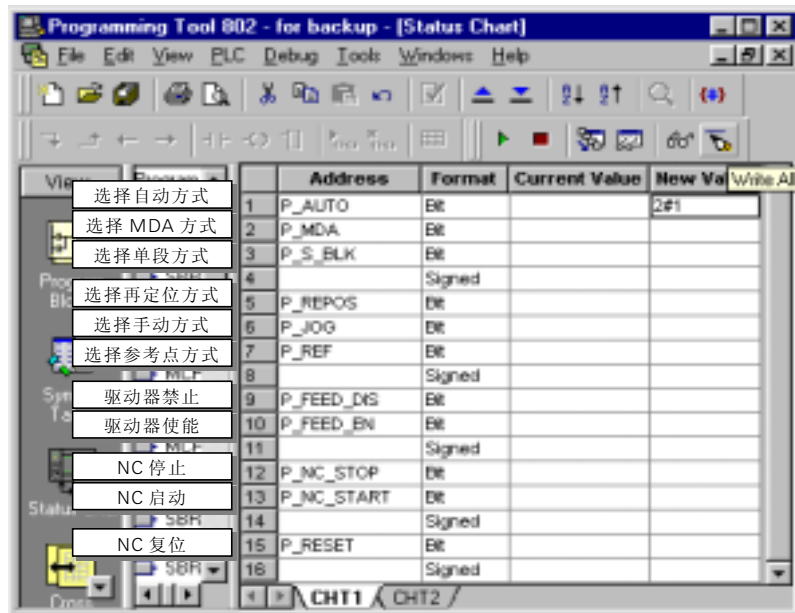 Programming Tool 802 - for backup - [Status Chart]
File Edit View PLC Debug Tools Windows Help
View
Address Format Current Value New Val
Write All
选择自动方式
1 P_AUTO Bit 2#1
选择 MDA 方式
2 P_MDA Bit
选择单段方式
3 P_S_BLK Bit
4 Signed
选择再定位方式
5 P_REPOS Bit
选择手动方式
6 P_JOG Bit
选择参考点方式
7 P_REF Bit
8 Signed
驱动器禁止
9 P_FEED_DIS Bit
驱动器使能
10 P_FEED_EN Bit
11 Signed
NC 停止
12 P_NC_STOP Bit
NC 启动
13 P_NC_START Bit
SBR
14 Signed
NC 复位
15 P_RESET Bit
SBR
16 Signed
Cross
CHT1 CHT2